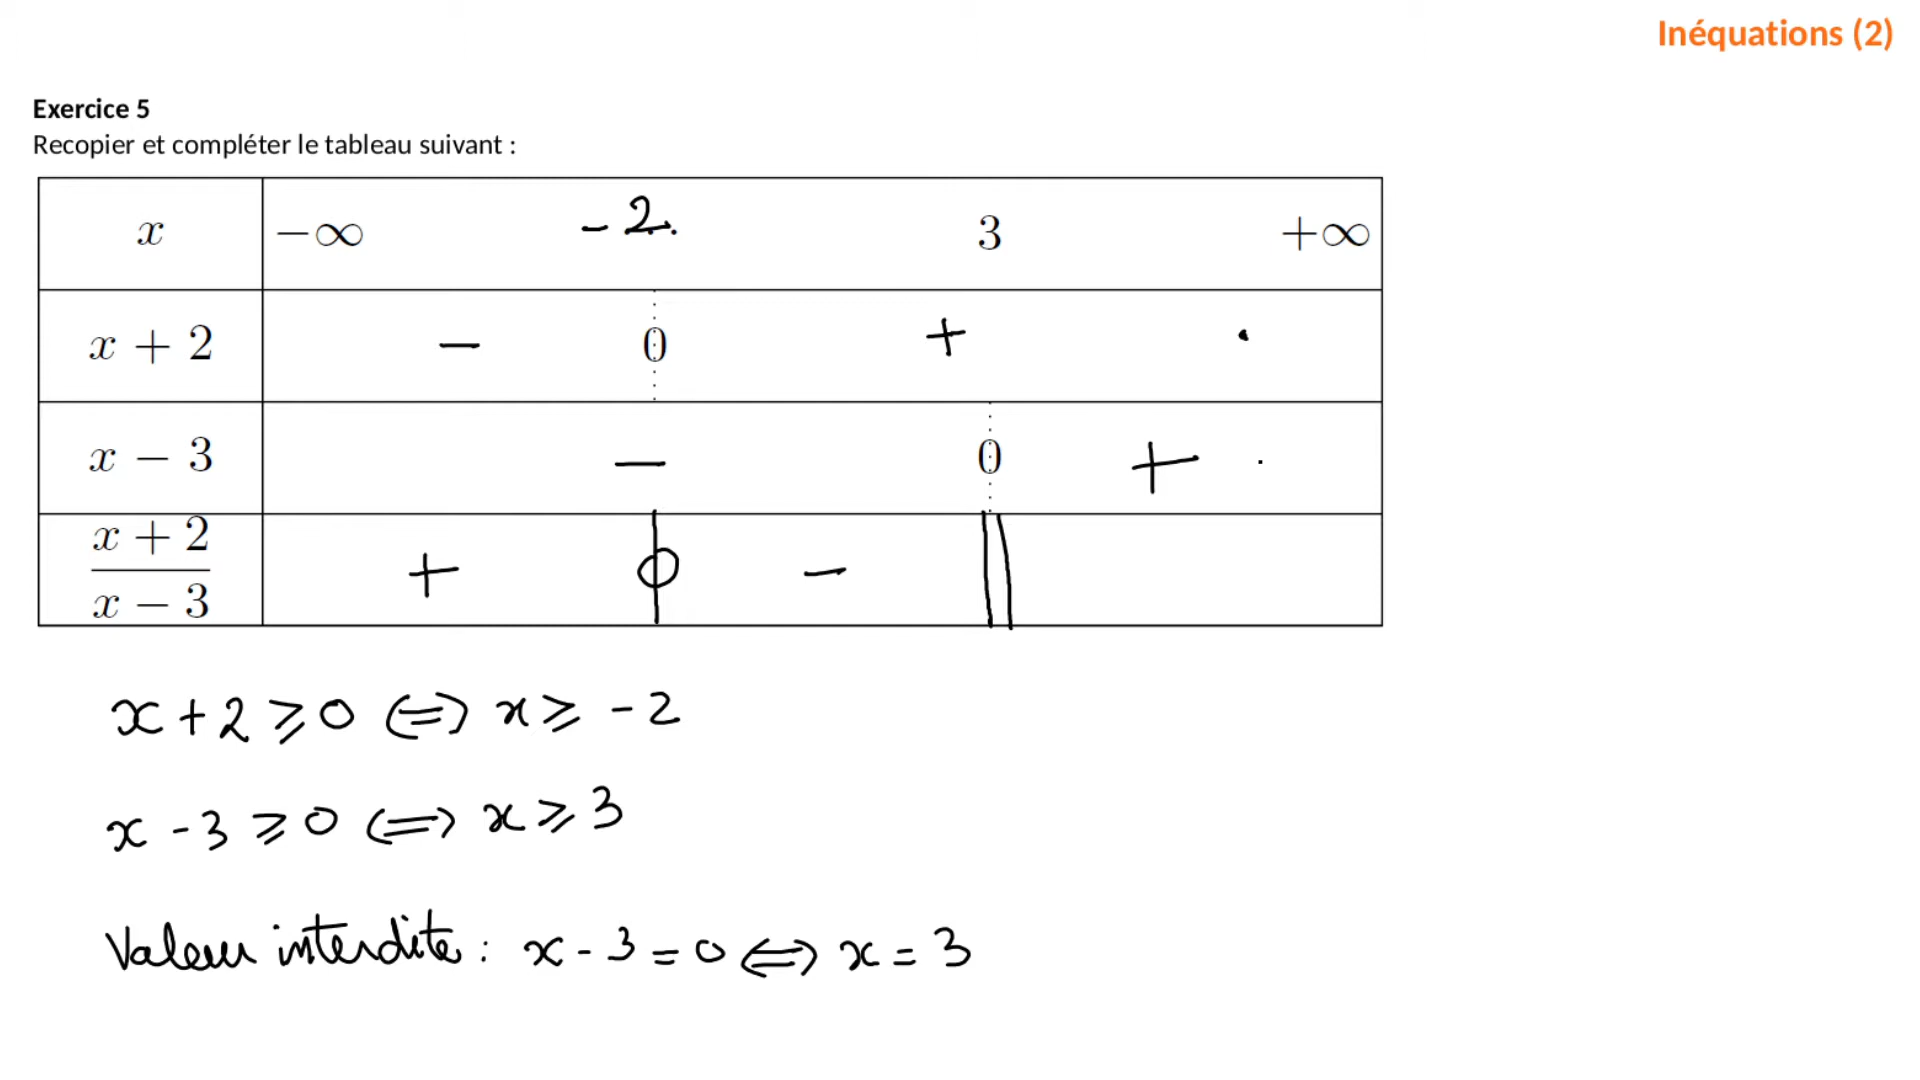 Inéquations (2)
Exercice 5
Recopier et compléter le tableau suivant :
x −∞ -2 3 +∞
x + 2 − 0 +
x − 3 − 0 +
x + 2
x − 3
+ 0 − ||
x + 2 ⩾ 0 ⇔ x ⩾ -2
x - 3 ⩾ 0 ⇔ x ⩾ 3
Valeur interdite : x - 3 = 0 ⇔ x = 3